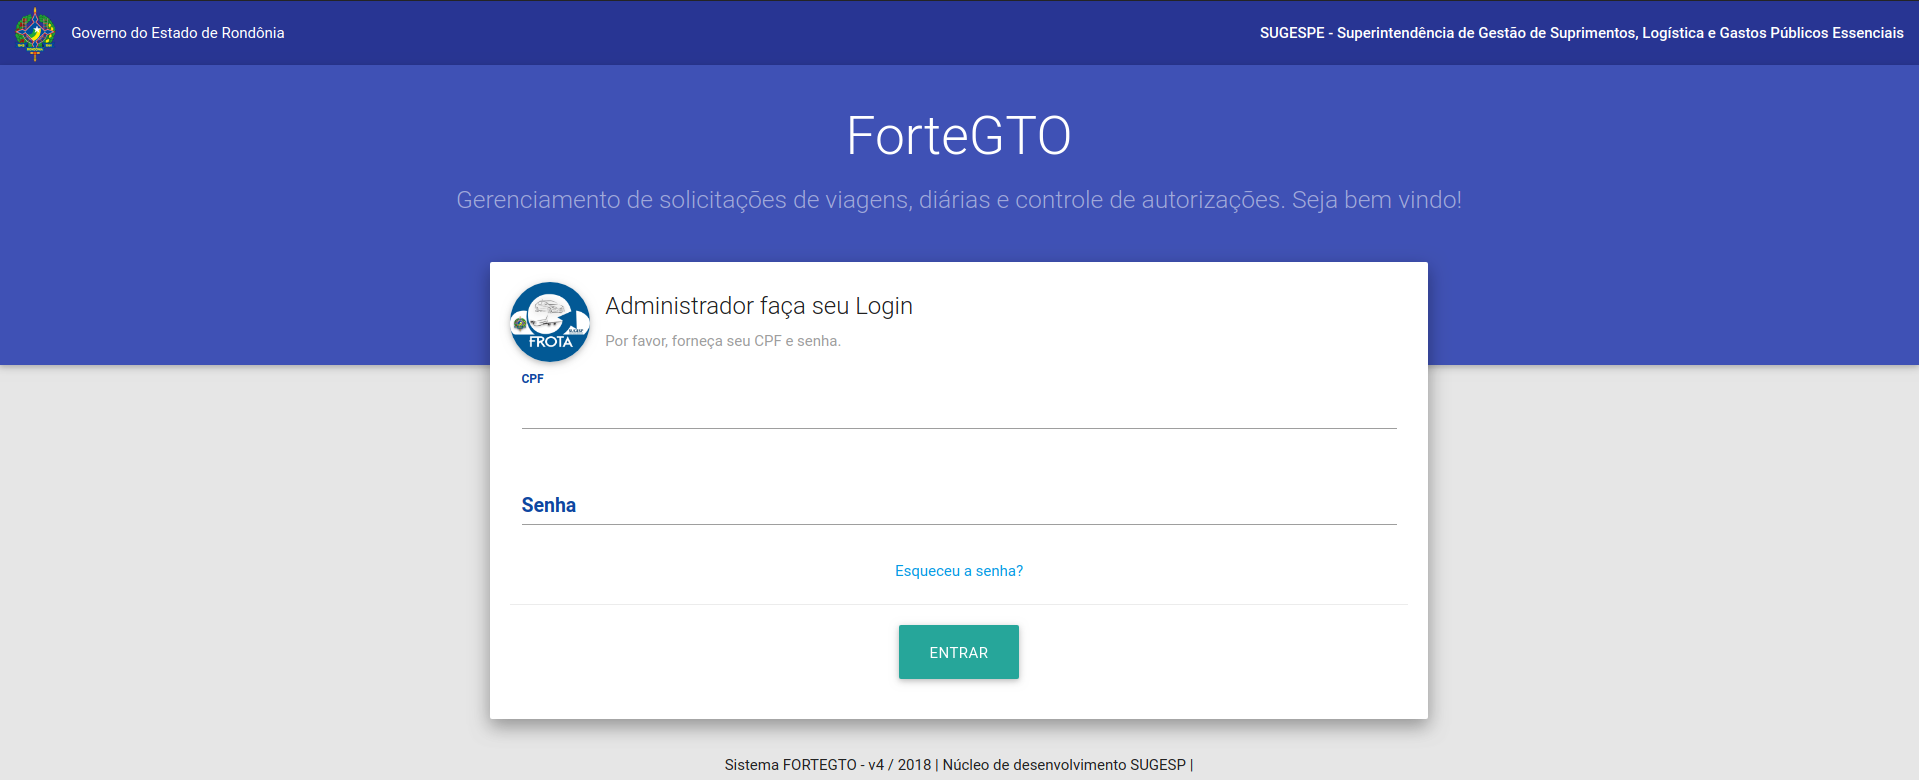 Governo do Estado de Rondônia
SUGESPE - Superintendência de Gestão de Suprimentos, Logística e Gastos Públicos Essenciais
ForteGTO
Gerenciamento de solicitações de viagens, diárias e controle de autorizações. Seja bem vindo!
FROTA
Administrador faça seu Login
Por favor, forneça seu CPF e senha.
CPF
Senha
Esqueceu a senha?
ENTRAR
Sistema FORTEGTO - v4 / 2018 | Núcleo de desenvolvimento SUGESP |